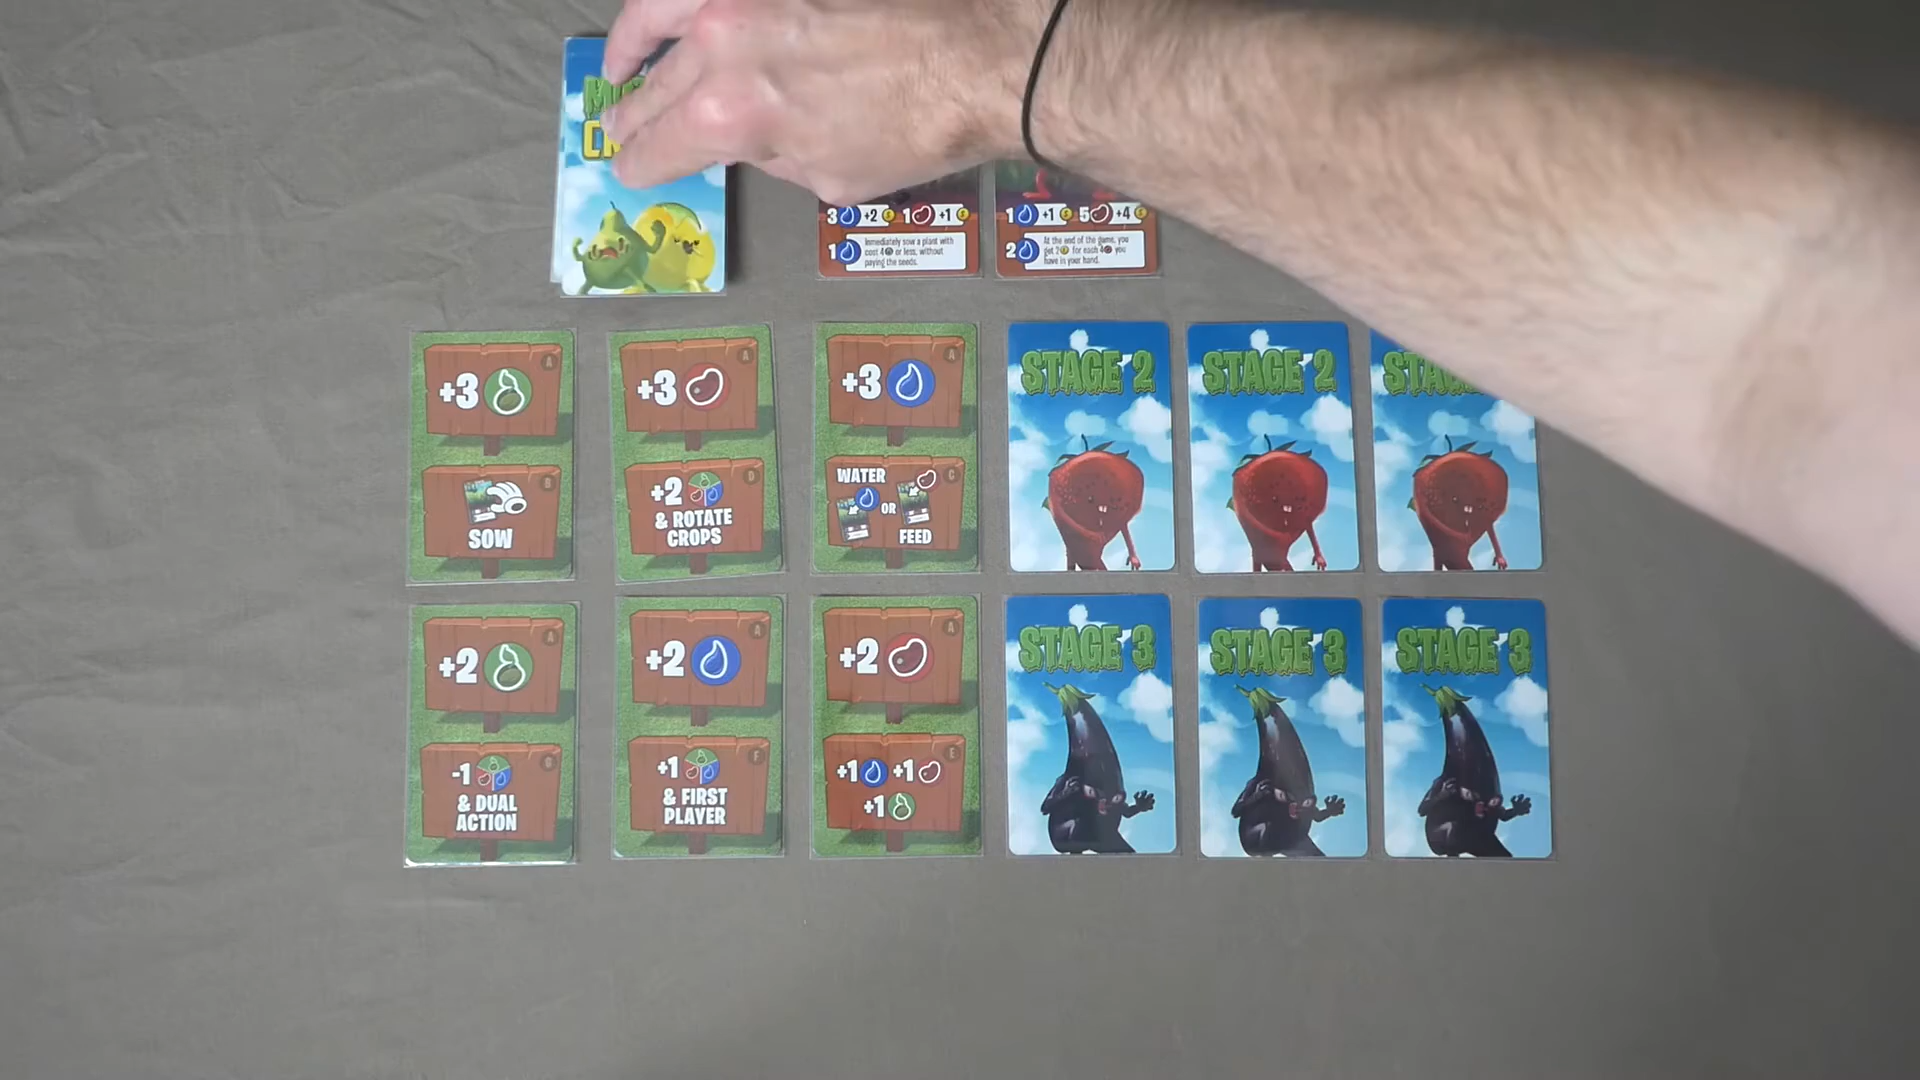 3 +2 1 +1
1 Immediately sow a plant with
cost 4 or less, without
paying the seeds.
1 +1 5 +4
2 At the end of the game, you
get 2 for each 4 you
have in your hand.
+3 A
SOW B
+3 A
+2 D
& ROTATE
CROPS
+3 A
WATER C
OR
FEED
STAGE 2
STAGE 2
+2 A
-1 G
& DUAL
ACTION
+2 A
+1 F
& FIRST
PLAYER
+2 A
+1 +1 E
+1
STAGE 3
STAGE 3
STAGE 3